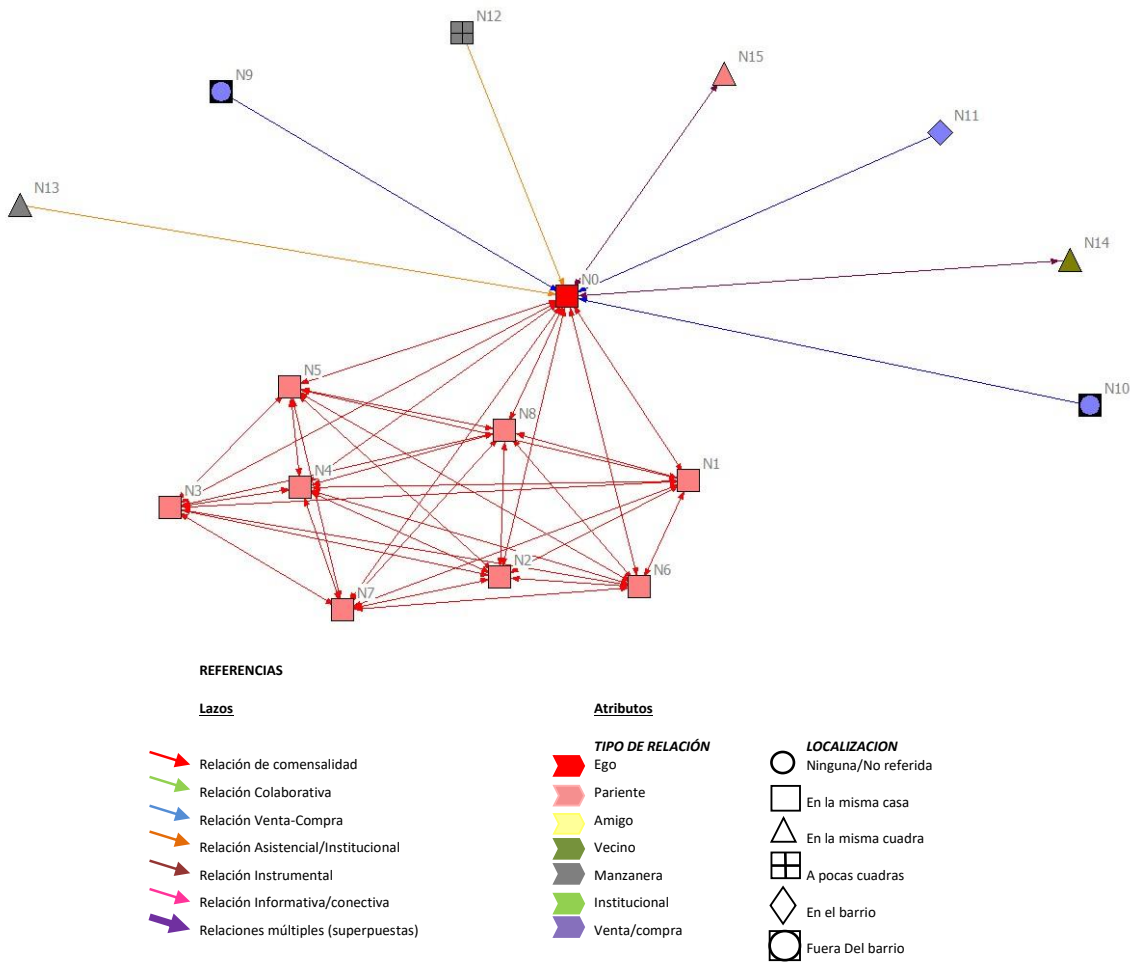 N12
N15
N9
N11
N13
N14
N0
N10
N5
N8
N1
N4
N3
N2
N6
N7
REFERENCIAS
Lazos
Relación de comensalidad
Relación Colaborativa
Relación Venta-Compra
Relación Asistencial/Institucional
Relación Instrumental
Relación Informativa/conectiva
Relaciones múltiples (superpuestas)
Atributos
TIPO DE RELACIÓN
Ego
Pariente
Amigo
Vecino
Manzanera
Institucional
Venta/compra
LOCALIZACION
Ninguna/No referida
En la misma casa
En la misma cuadra
A pocas cuadras
En el barrio
Fuera Del barrio